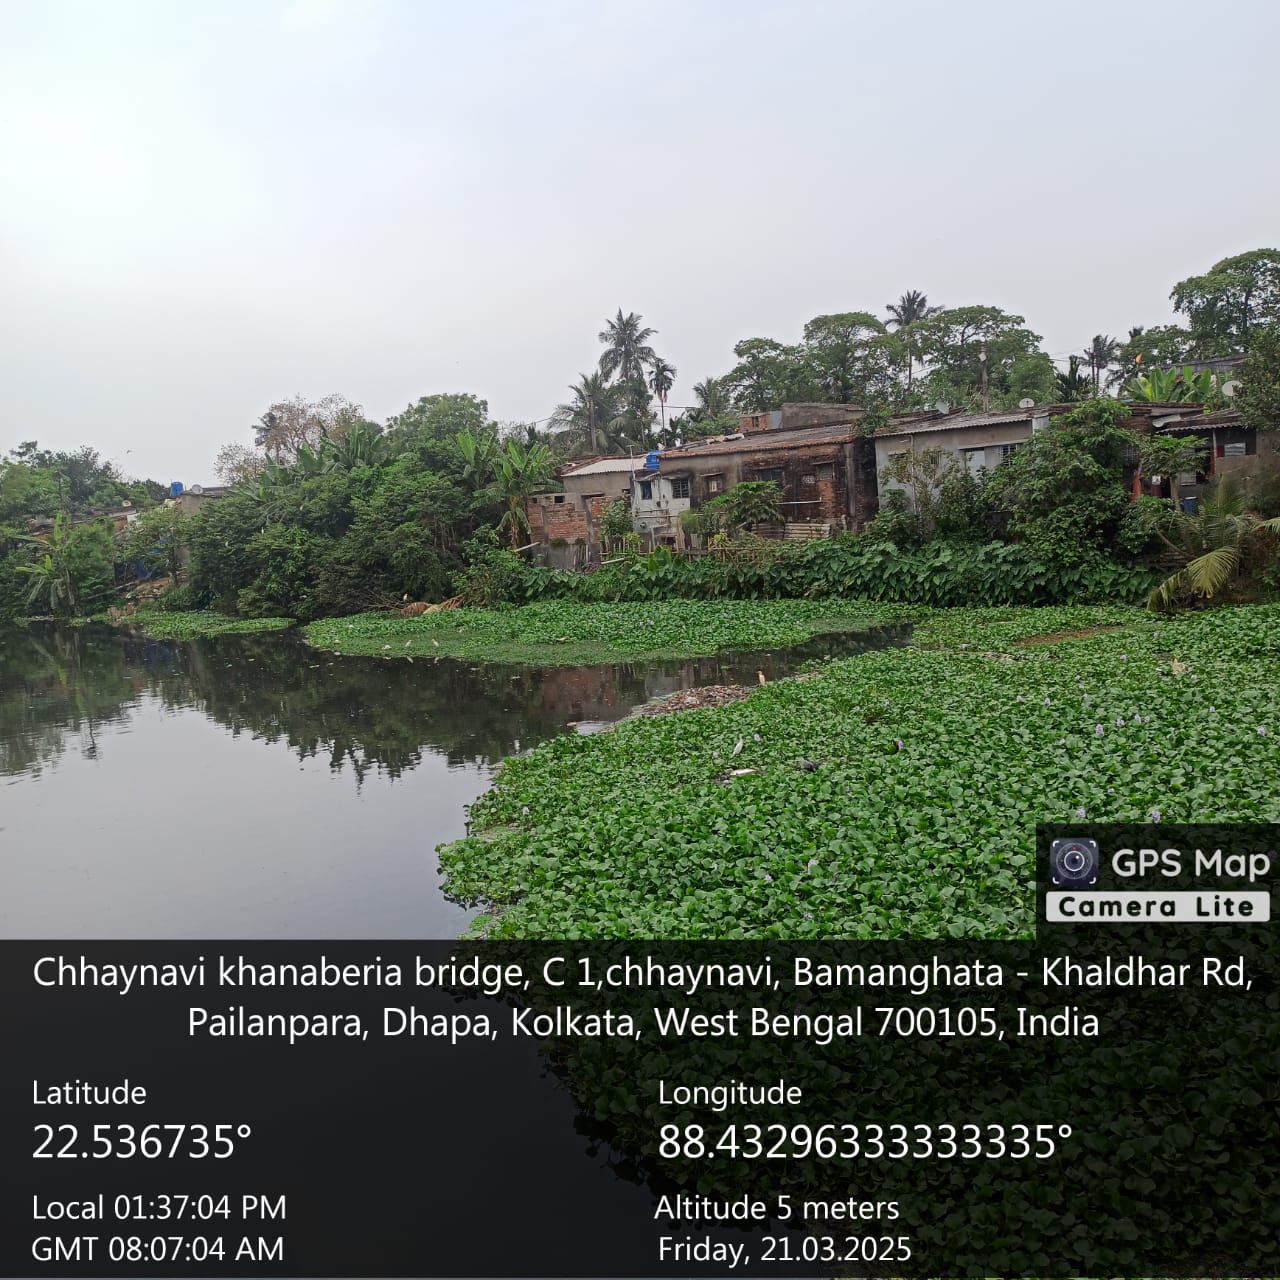 GPS Map
Camera Lite
Chhaynavi khanaberia bridge, C 1,chhaynavi, Bamanghata - Khaldhar Rd,
Pailanpara, Dhapa, Kolkata, West Bengal 700105, India
Latitude
22.536735°
Longitude
88.43296333333335°
Local 01:37:04 PM
GMT 08:07:04 AM
Altitude 5 meters
Friday, 21.03.2025